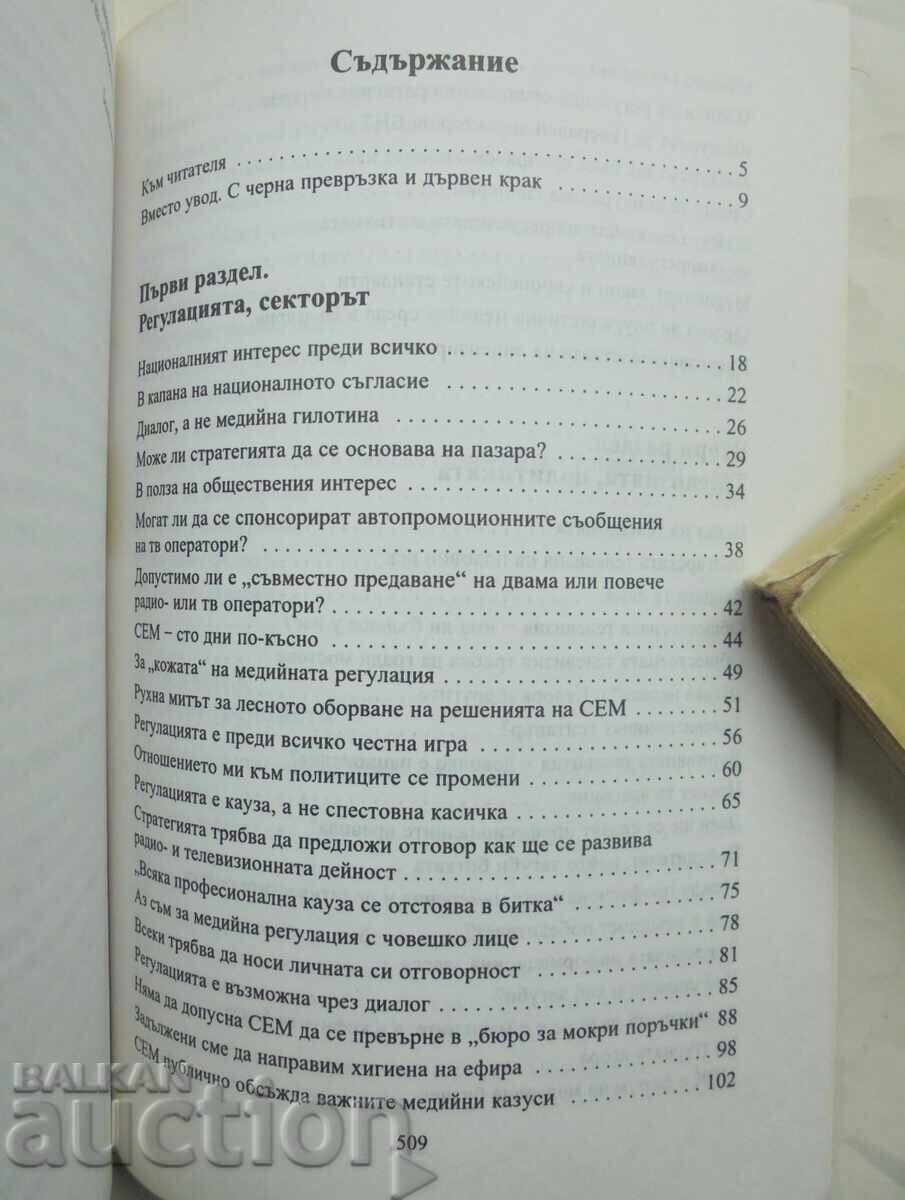 Съдържание
Към читателя . . . . . . . . . . . . . . . . . . . . . . . . . . . . . . . . . . 5
Вместо увод. С черна превръзка и дървен крак . . . . . . . . . . . . 9
Първи раздел.
Регулацията, секторът
Националният интерес преди всичко . . . . . . . . . . . . . . . . . . . 18
В капана на националното съгласие . . . . . . . . . . . . . . . . . . . 22
Диалог, а не медийна гилотина . . . . . . . . . . . . . . . . . . . . . . 26
Може ли стратегията да се основава на пазара? . . . . . . . . . . . . 29
В полза на обществения интерес . . . . . . . . . . . . . . . . . . . . . 34
Могат ли да се спонсорират автопромоционните съобщения
на тв оператори? . . . . . . . . . . . . . . . . . . . . . . . . . . . . . . 38
Допустимо ли е „съвместно предаване“ на двама или повече
радио- или тв оператори? . . . . . . . . . . . . . . . . . . . . . . . . . 42
СЕМ – сто дни по-късно . . . . . . . . . . . . . . . . . . . . . . . . . . 44
За „кожата“ на медийната регулация . . . . . . . . . . . . . . . . . . 49
Рухна митът за лесното оборване на решенията на СЕМ . . . . . . . 51
Регулацията е преди всичко честна игра . . . . . . . . . . . . . . . . 56
Отношението ми към политиците се промени . . . . . . . . . . . . . 60
Регулацията е кауза, а не спестовна касичка . . . . . . . . . . . . . . 65
Стратегията трябва да предложи отговор как ще се развива
радио- и телевизионната дейност . . . . . . . . . . . . . . . . . . . . 71
„Всяка професионална кауза се отстоява в битка“ . . . . . . . . . . 75
Аз съм за медийна регулация с човешко лице . . . . . . . . . . . . . 78
Всеки трябва да носи личната си отговорност . . . . . . . . . . . . . 81
Регулацията е възможна чрез диалог . . . . . . . . . . . . . . . . . . 85
Няма да допусна СЕМ да се превърне в „бюро за мокри поръчки“ 88
Задължени сме да направим хигиена на ефира . . . . . . . . . . . . 98
СЕМ публично обсъжда важните медийни казуси . . . . . . . . . . 102
509
BALKAN
auction